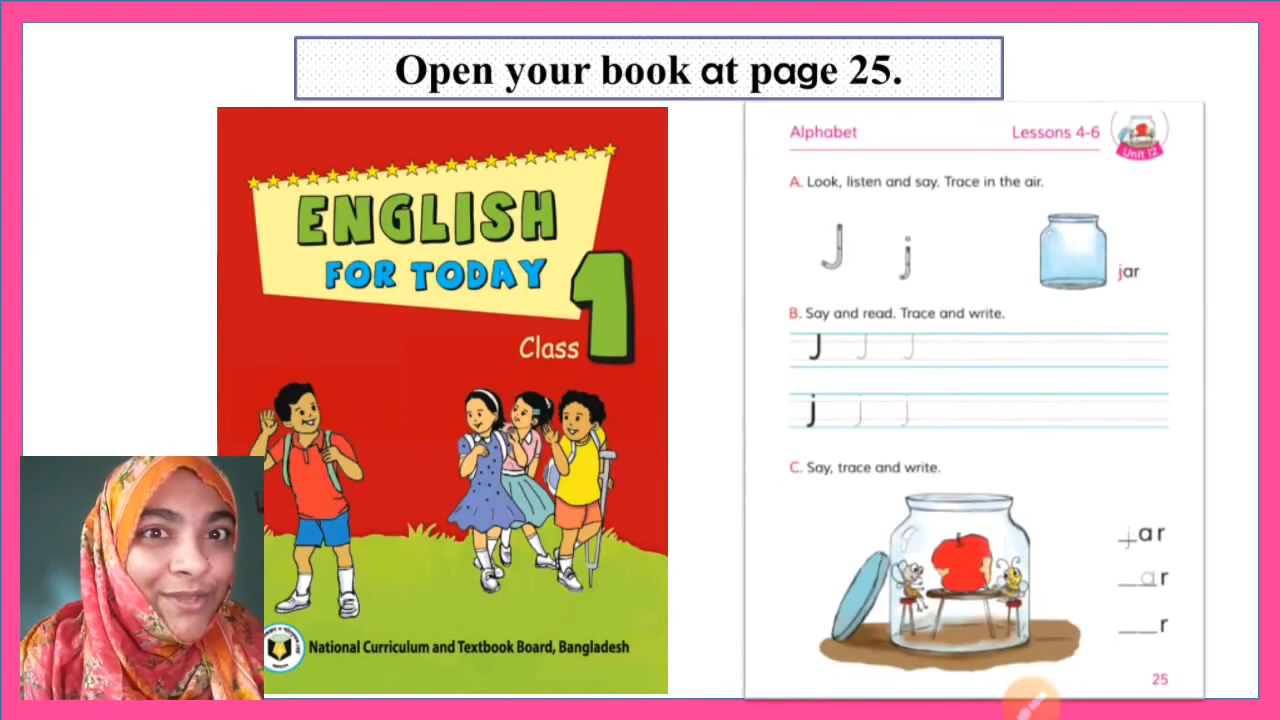 Open your book at page 25.
ENGLISH
FOR TODAY
1
Class
National Curriculum and Textbook Board, Bangladesh
Alphabet
Lessons 4-6
Unit 12
A. Look, listen and say. Trace in the air.
J j
jar
B. Say and read. Trace and write.
J J J
j j j
C. Say, trace and write.
jar
_ar
__r
25